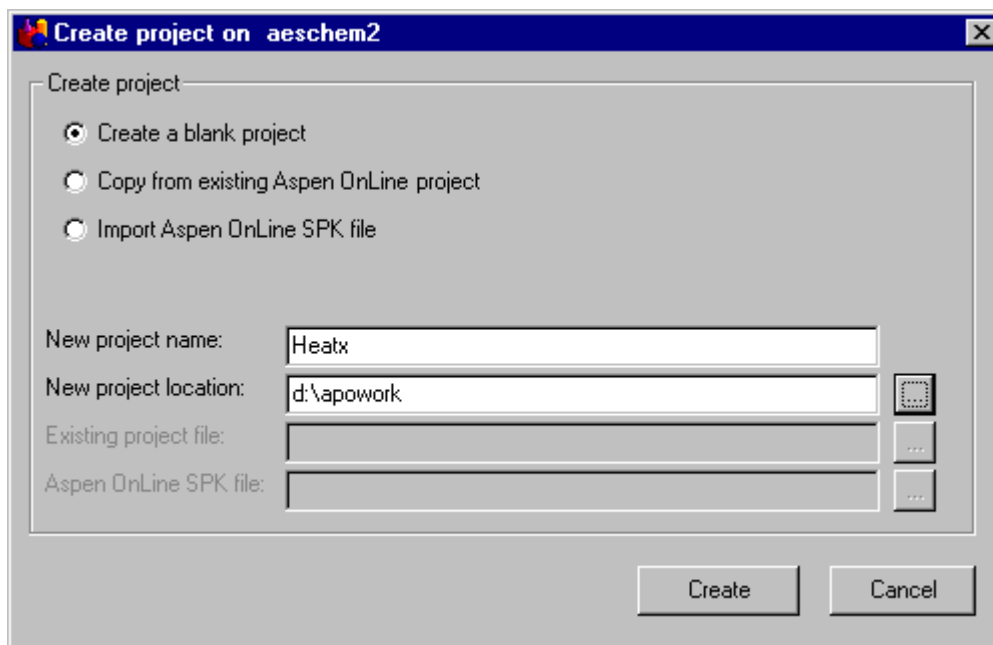 Create project on aeschem2
Create project
Create a blank project
Copy from existing Aspen OnLine project
Import Aspen OnLine SPK file
New project name: Heatx
New project location: d:\apowork ...
Existing project file: ...
Aspen OnLine SPK file: ...
Create Cancel